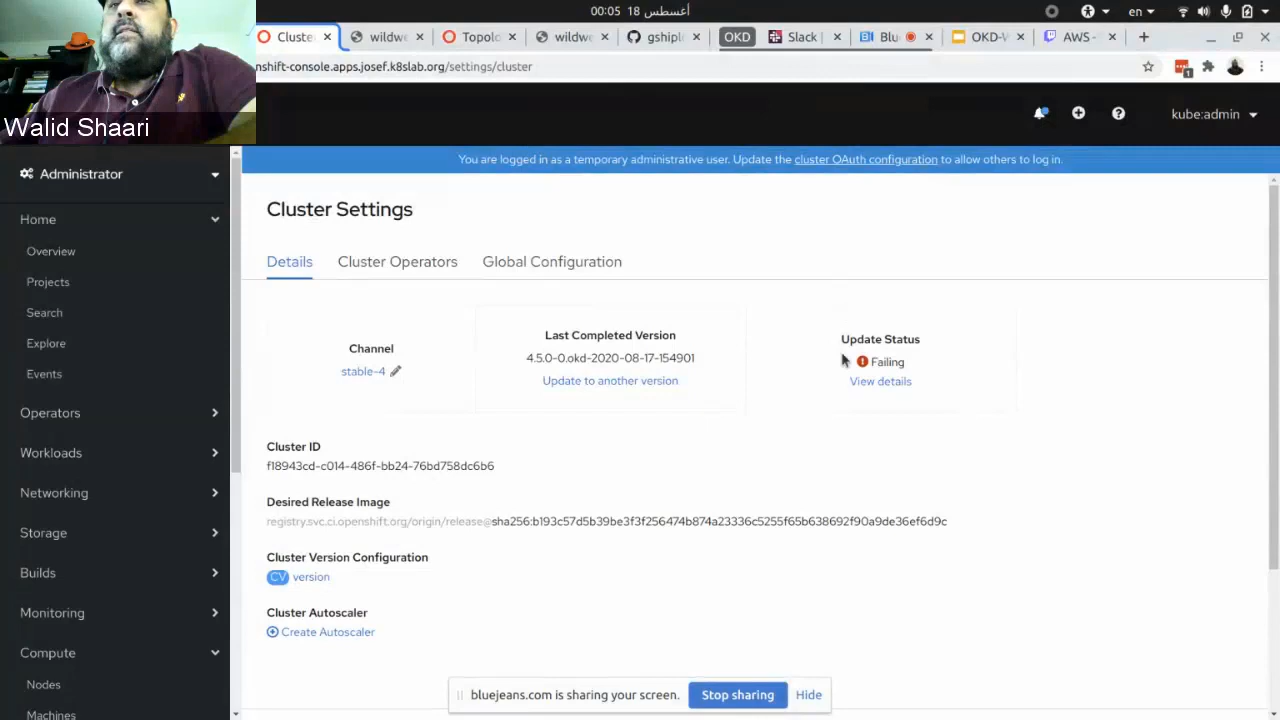 00:05 18 أغسطس
en
Cluste
wildwe
Topolo
wildwe
gshipl
OKD
Slack
Blu
OKD-V
AWS -
nshift-console.apps.josef.k8slab.org/settings/cluster
1
Walid Shaari
kube:admin
You are logged in as a temporary administrative user. Update the cluster OAuth configuration to allow others to log in.
Administrator
Home
Overview
Projects
Search
Explore
Events
Operators
Workloads
Networking
Storage
Builds
Monitoring
Compute
Nodes
Machines
Cluster Settings
Details
Cluster Operators
Global Configuration
Channel
stable-4
Last Completed Version
4.5.0-0.okd-2020-08-17-154901
Update to another version
Update Status
Failing
View details
Cluster ID
f18943cd-c014-486f-bb24-76bd758dc6b6
Desired Release Image
registry.svc.ci.openshift.org/origin/release@sha256:b193c57d5b39be3f3f256474b874a23336c5255f65b638692f90a9de36ef6d9c
Cluster Version Configuration
CV version
Cluster Autoscaler
Create Autoscaler
bluejeans.com is sharing your screen.
Stop sharing
Hide